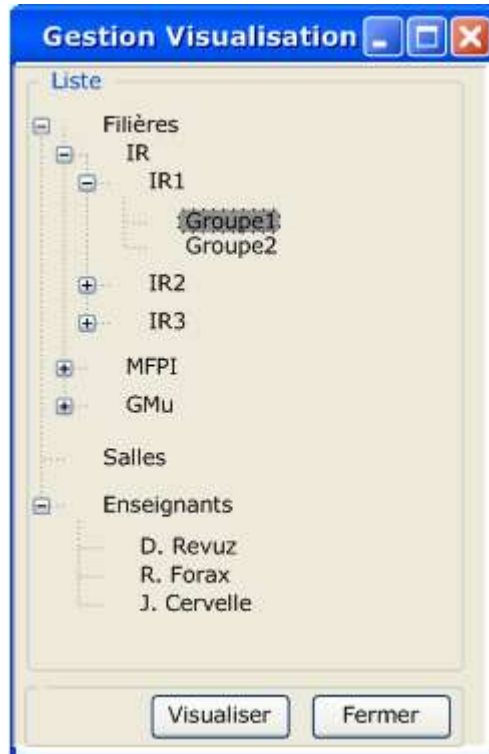 Gestion Visualisation
Liste
Filières
IR
IR1
Groupe1
Groupe2
IR2
IR3
MFPI
GMu
Salles
Enseignants
D. Revuz
R. Forax
J. Cervelle
Visualiser Fermer